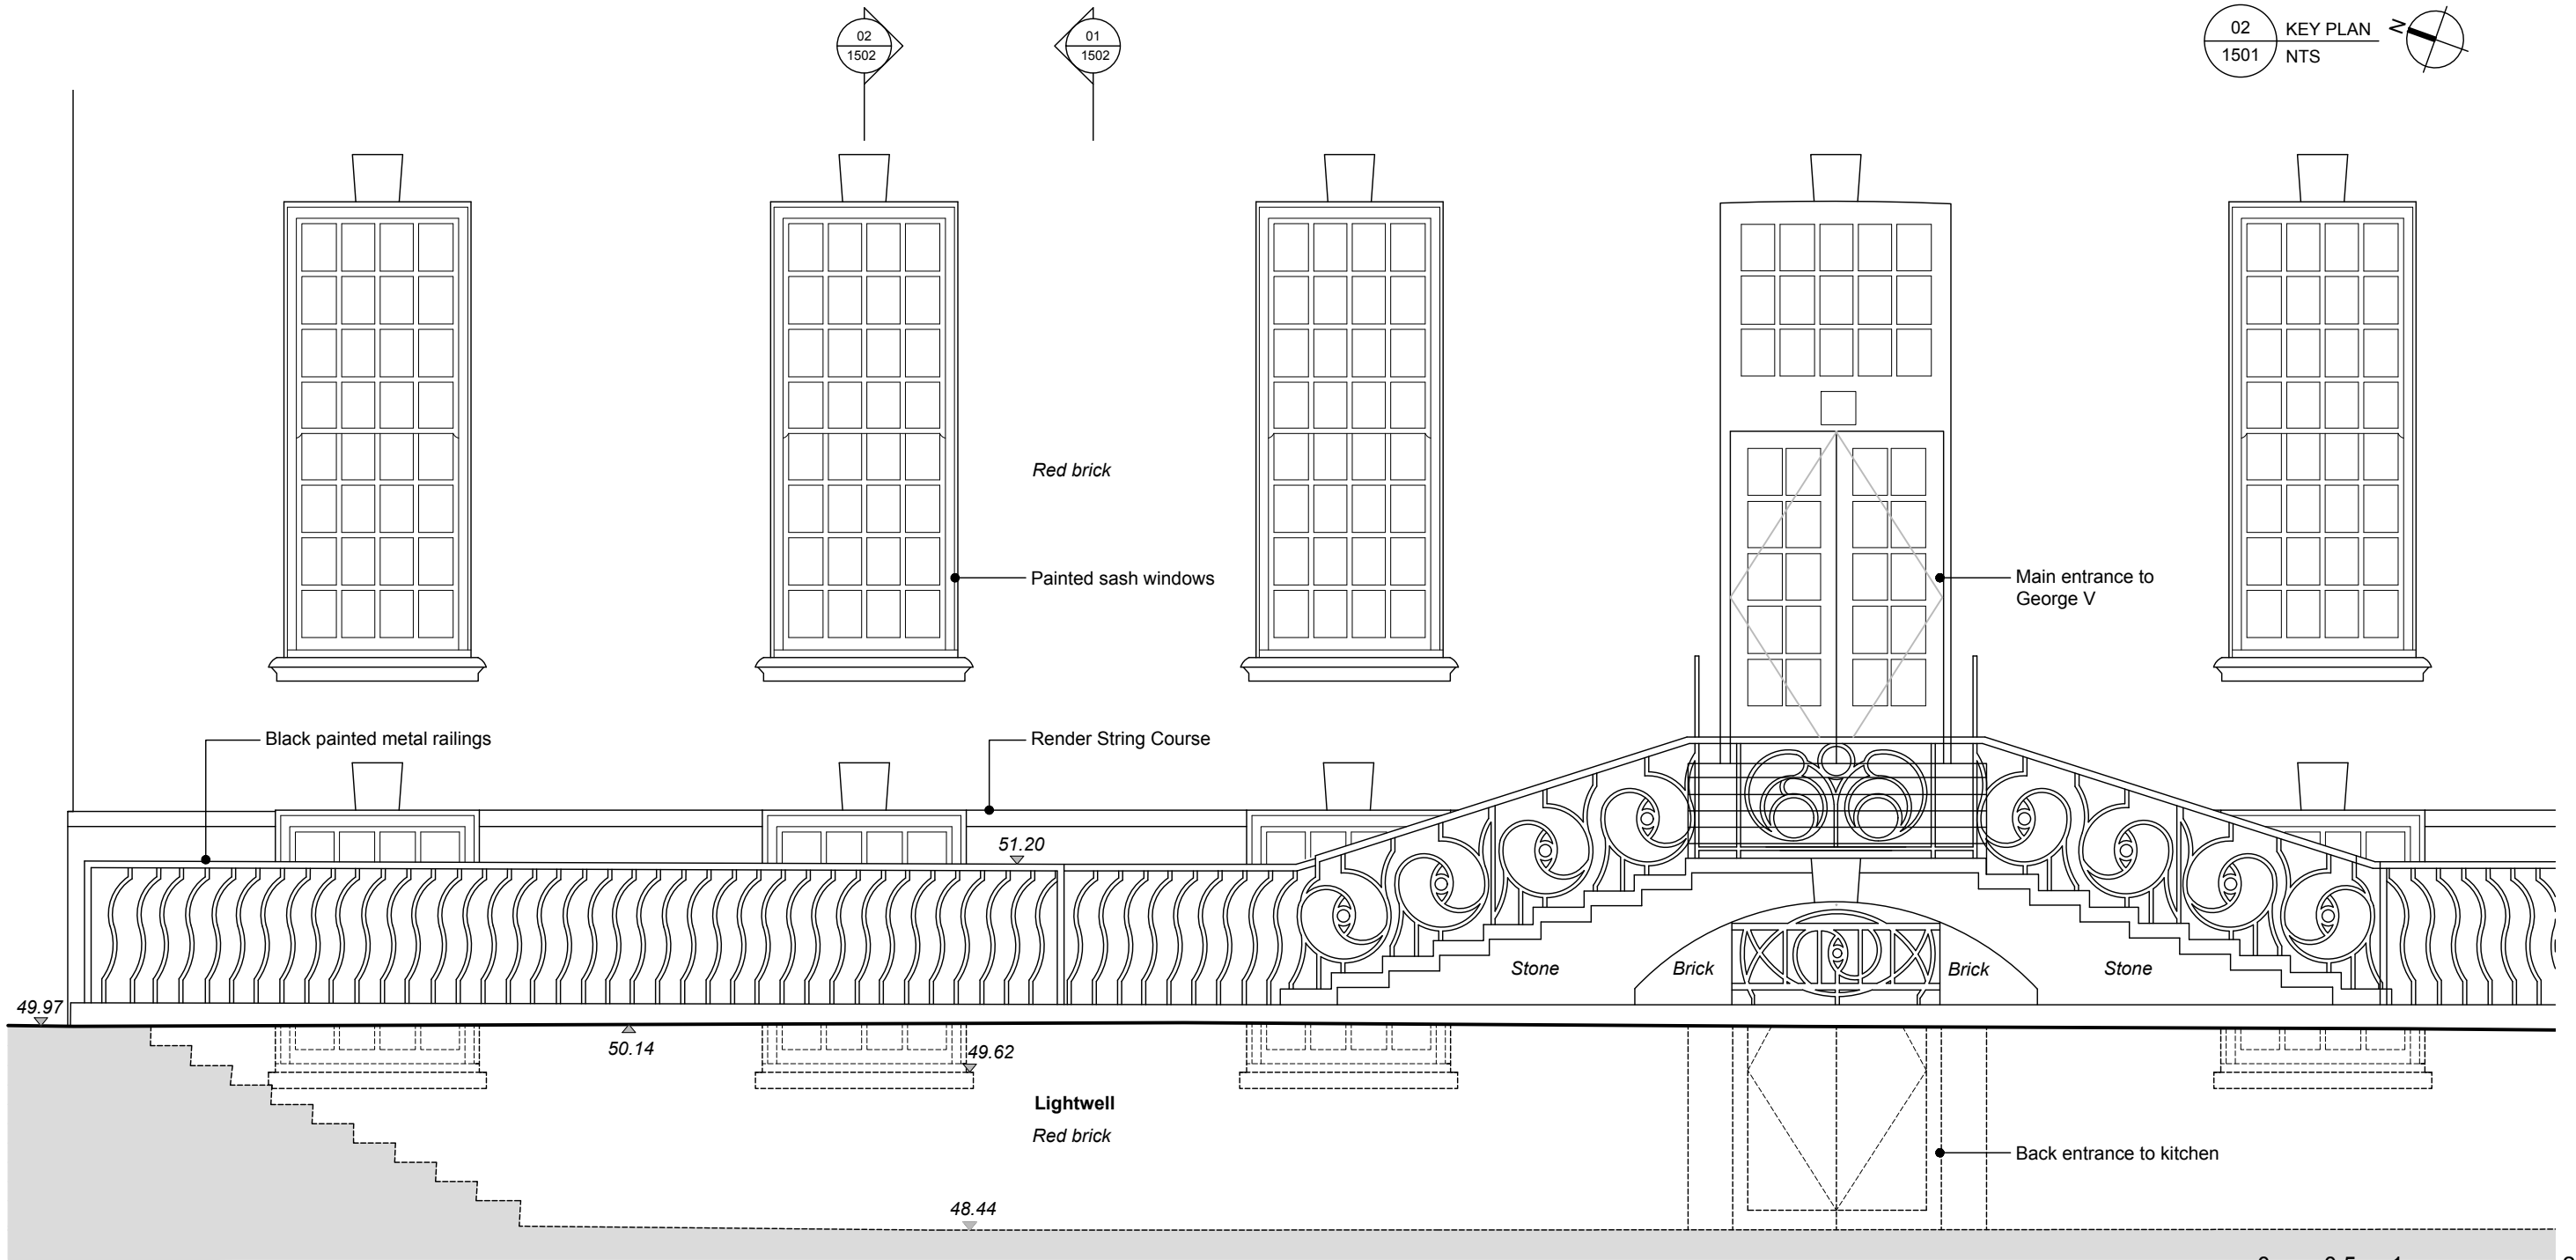 02
1502
01
1502
02
1501
KEY PLAN
NTS
N
Red brick
Painted sash windows
Main entrance to
George V
Black painted metal railings
Render String Course
51.20
Stone
Brick
Brick
Stone
49.97
50.14
49.62
Lightwell
Red brick
Back entrance to kitchen
48.44